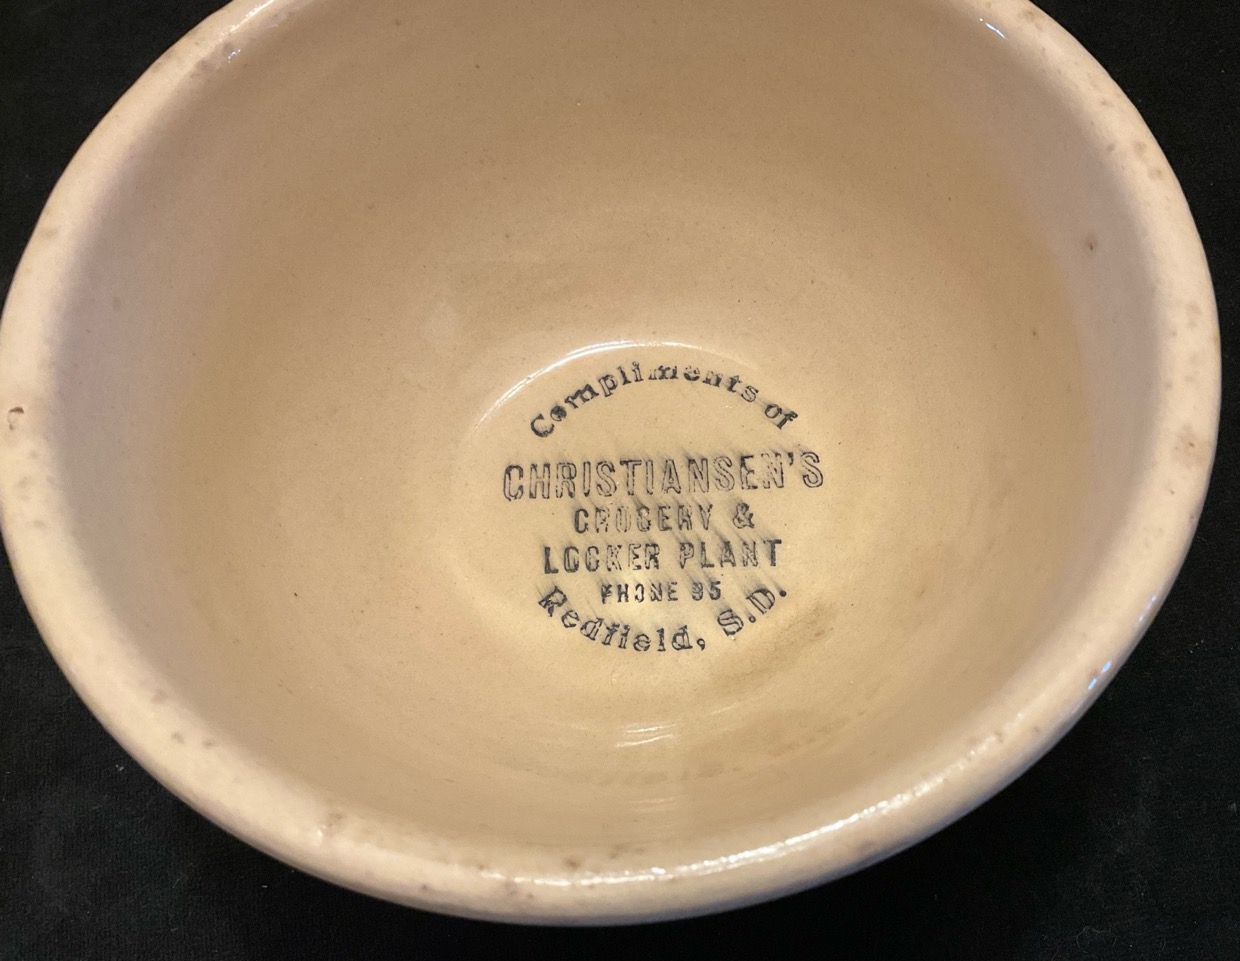 Compliments of
CHRISTIANSEN'S
GROCERY &
LOCKER PLANT
PHONE 95
Redfield, S.D.